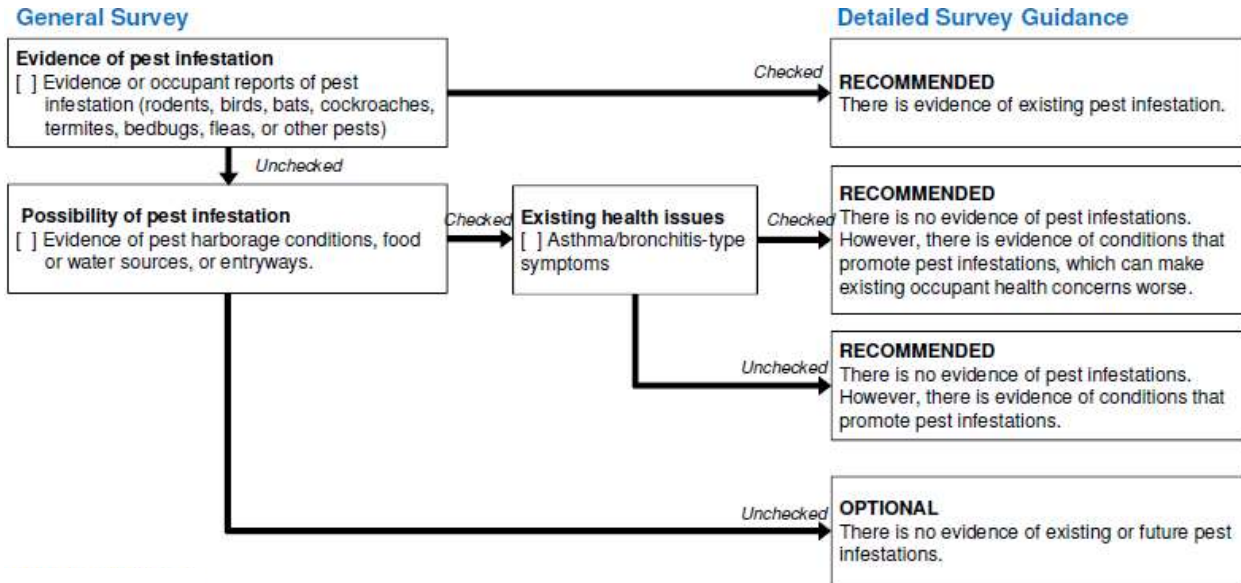 General Survey
Detailed Survey Guidance
Evidence of pest infestation
[ ] Evidence or occupant reports of pest
infestation (rodents, birds, bats, cockroaches,
termites, bedbugs, fleas, or other pests)
Checked
RECOMMENDED
There is evidence of existing pest infestation.
Unchecked
Possibility of pest infestation
[ ] Evidence of pest harborage conditions, food
or water sources, or entryways.
Checked
Existing health issues
[ ] Asthma/bronchitis-type
symptoms
Checked
RECOMMENDED
There is no evidence of pest infestations.
However, there is evidence of conditions that
promote pest infestations, which can make
existing occupant health concerns worse.
Unchecked
RECOMMENDED
There is no evidence of pest infestations.
However, there is evidence of conditions that
promote pest infestations.
Unchecked
OPTIONAL
There is no evidence of existing or future pest
infestations.